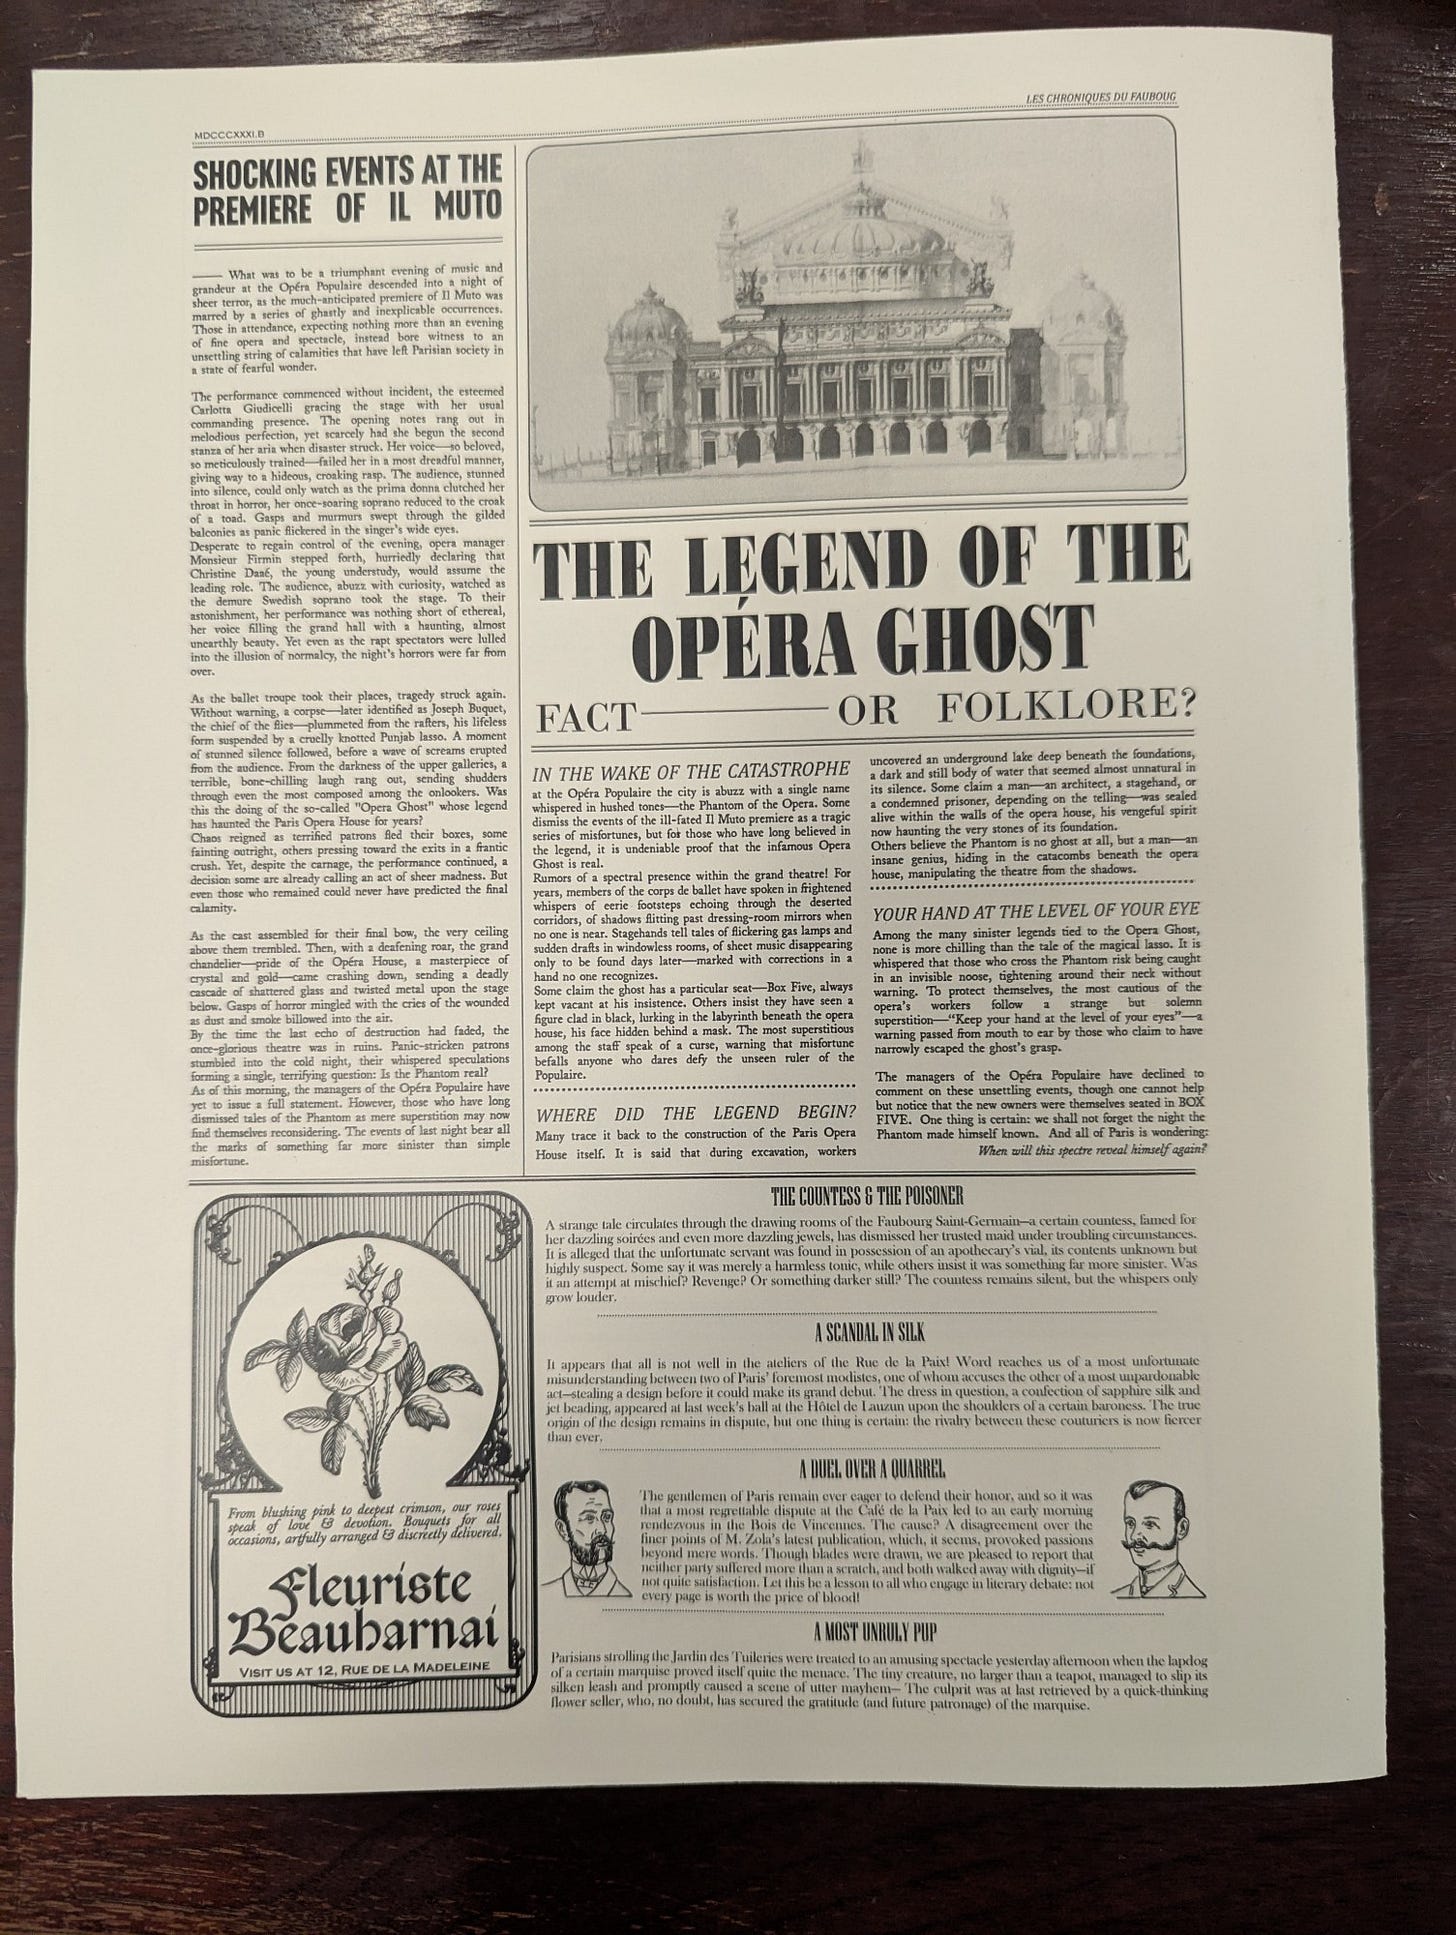 MDCCCXXXI.B
LES CHRONIQUES DU FAUBOUG
SHOCKING EVENTS AT THE
PREMIERE OF IL MUTO
—— What was to be a triumphant evening of music and
grandeur at the Opéra Populaire descended into a night of
sheer terror, as the much-anticipated premiere of Il Muto was
marred by a series of ghastly and inexplicable occurrences.
Those in attendance, expecting nothing more than an evening
of fine opera and spectacle, instead bore witness to an
unsettling string of calamities that have left Parisian society in
a state of fearful wonder.
The performance commenced without incident, the esteemed
Carlotta Giudicelli gracing the stage with her usual
commanding presence. The opening notes rang out in
melodious perfection, yet scarcely had she begun the second
stanza of her aria when disaster struck. Her voice—so beloved,
so meticulously trained—failed her in a most dreadful manner,
giving way to a hideous, croaking rasp. The audience, stunned
into silence, could only watch as the prima donna clutched her
throat in horror, her once-soaring soprano reduced to the croak
of a toad. Gasps and murmurs swept through the gilded
balconies as panic flickered in the singer's wide eyes.
Desperate to regain control of the evening, opera manager
Monsieur Firmin stepped forth, hurriedly declaring that
Christine Daaé, the young understudy, would assume the
leading role. The audience, abuzz with curiosity, watched as
the demure Swedish soprano took the stage. To their
astonishment, her performance was nothing short of ethereal,
her voice filling the grand hall with a haunting, almost
unearthly beauty. Yet even as the rapt spectators were lulled
into the illusion of normalcy, the night's horrors were far from
over.
As the ballet troupe took their places, tragedy struck again.
Without warning, a corpse—later identified as Joseph Buquet,
the chief of the flies—plummeted from the rafters, his lifeless
form suspended by a cruelly knotted Punjab lasso. A moment
of stunned silence followed, before a wave of screams erupted
from the audience. From the darkness of the upper galleries, a
terrible, bone-chilling laugh rang out, sending shudders
through even the most composed among the onlookers. Was
this the doing of the so-called "Opera Ghost" whose legend
has haunted the Paris Opera House for years?
Chaos reigned as terrified patrons fled their boxes, some
fainting outright, others pressing toward the exits in a frantic
crush. Yet, despite the carnage, the performance continued, a
decision some are already calling an act of sheer madness. But
even those who remained could never have predicted the final
calamity.
As the cast assembled for their final bow, the very ceiling
above them trembled. Then, with a deafening roar, the grand
chandelier—pride of the Opéra House, a masterpiece of
crystal and gold—came crashing down, sending a deadly
cascade of shattered glass and twisted metal upon the stage
below. Gasps of horror mingled with the cries of the wounded
as dust and smoke billowed into the air.
By the time the last echo of destruction had faded, the
once-glorious theatre was in ruins. Panic-stricken patrons
stumbled into the cold night, their whispered speculations
forming a single, terrifying question: Is the Phantom real?
As of this morning, the managers of the Opéra Populaire have
yet to issue a full statement. However, those who have long
dismissed tales of the Phantom as mere superstition may now
find themselves reconsidering. The events of last night bear all
the marks of something far more sinister than simple
misfortune.
THE LEGEND OF THE
OPÉRA GHOST
FACT —— OR FOLKLORE?
IN THE WAKE OF THE CATASTROPHE
at the Opéra Populaire the city is abuzz with a single name
whispered in hushed tones—the Phantom of the Opera. Some
dismiss the events of the ill-fated Il Muto premiere as a tragic
series of misfortunes, but for those who have long believed in
the legend, it is undeniable proof that the infamous Opera
Ghost is real.
Rumors of a spectral presence within the grand theatre! For
years, members of the corps de ballet have spoken in frightened
whispers of eerie footsteps echoing through the deserted
corridors, of shadows flitting past dressing-room mirrors when
no one is near. Stagehands tell tales of flickering gas lamps and
sudden drafts in windowless rooms, of sheet music disappearing
only to be found days later—marked with corrections in a
hand no one recognizes.
Some claim the ghost has a particular seat—Box Five, always
kept vacant at his insistence. Others insist they have seen a
figure clad in black, lurking in the labyrinth beneath the opera
house, his face hidden behind a mask. The most superstitious
among the staff speak of a curse, warning that misfortune
befalls anyone who dares defy the unseen ruler of the
Populaire.
WHERE DID THE LEGEND BEGIN?
Many trace it back to the construction of the Paris Opera
House itself. It is said that during excavation, workers
uncovered an underground lake deep beneath the foundations,
a dark and still body of water that seemed almost unnatural in
its silence. Some claim a man—an architect, a stagehand, or
a condemned prisoner, depending on the telling—was sealed
alive within the walls of the opera house, his vengeful spirit
now haunting the very stones of its foundation.
Others believe the Phantom is no ghost at all, but a man—an
insane genius, hiding in the catacombs beneath the opera
house, manipulating the theatre from the shadows.
YOUR HAND AT THE LEVEL OF YOUR EYE
Among the many sinister legends tied to the Opera Ghost,
none is more chilling than the tale of the magical lasso. It is
whispered that those who cross the Phantom risk being caught
in an invisible noose, tightening around their neck without
warning. To protect themselves, the most cautious of the
opera's workers follow a strange but solemn
superstition—“Keep your hand at the level of your eyes”—a
warning passed from mouth to ear by those who claim to have
narrowly escaped the ghost's grasp.
The managers of the Opéra Populaire have declined to
comment on these unsettling events, though one cannot help
but notice that the new owners were themselves seated in BOX
FIVE. One thing is certain: we shall not forget the night the
Phantom made himself known. And all of Paris is wondering:
When will this spectre reveal himself again?
From blushing pink to deepest crimson, our roses
speak of love & devotion. Bouquets for all
occasions, artfully arranged & discreetly delivered.
Fleuriste
Beauharnai
VISIT US AT 12, RUE DE LA MADELEINE
THE COUNTESS & THE POISONER
A strange tale circulates through the drawing rooms of the Faubourg Saint-Germain—a certain countess, famed for
her dazzling soirées and even more dazzling jewels, has dismissed her trusted maid under troubling circumstances.
It is alleged that the unfortunate servant was found in possession of an apothecary's vial, its contents unknown but
highly suspect. Some say it was merely a harmless tonic, while others insist it was something far more sinister. Was
it an attempt at mischief? Revenge? Or something darker still? The countess remains silent, but the whispers only
grow louder.
A SCANDAL IN SILK
It appears that all is not well in the ateliers of the Rue de la Paix! Word reaches us of a most unfortunate
misunderstanding between two of Paris' foremost modistes, one of whom accuses the other of a most unpardonable
act—stealing a design before it could make its grand debut. The dress in question, a confection of sapphire silk and
jet beading, appeared at last week's ball at the Hôtel de Lauzun upon the shoulders of a certain baroness. The true
origin of the design remains in dispute, but one thing is certain: the rivalry between these couturiers is now fiercer
than ever.
A DUEL OVER A QUARREL
The gentlemen of Paris remain ever eager to defend their honor, and so it was
that a most regrettable dispute at the Café de la Paix led to an early morning
rendezvous in the Bois de Vincennes. The cause? A disagreement over the
finer points of M. Zola's latest publication, which, it seems, provoked passions
beyond mere words. Though blades were drawn, we are pleased to report that
neither party suffered more than a scratch, and both walked away with dignity—if
not quite satisfaction. Let this be a lesson to all who engage in literary debate: not
every page is worth the price of blood!
A MOST UNRULY PUP
Parisians strolling the Jardin des Tuileries were treated to an amusing spectacle yesterday afternoon when the lapdog
of a certain marquise proved itself quite the menace. The tiny creature, no larger than a teapot, managed to slip its
silken leash and promptly caused a scene of utter mayhem— The culprit was at last retrieved by a quick-thinking
flower seller, who, no doubt, has secured the gratitude (and future patronage) of the marquise.